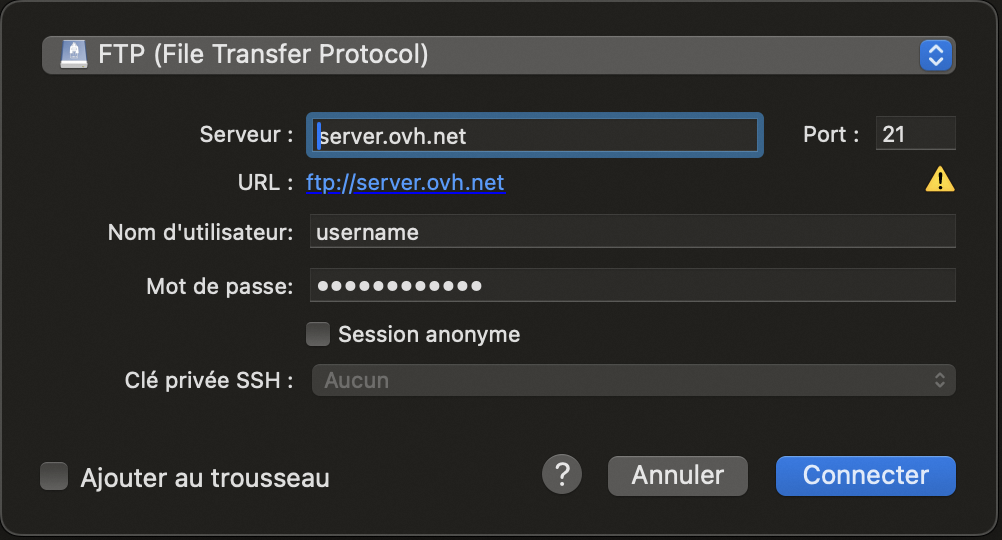 FTP (File Transfer Protocol)
Serveur : server.ovh.net Port : 21
URL : ftp://server.ovh.net
Nom d'utilisateur: username
Mot de passe: ●●●●●●●●●●●●
Session anonyme
Clé privée SSH : Aucun
Ajouter au trousseau ? Annuler Connecter